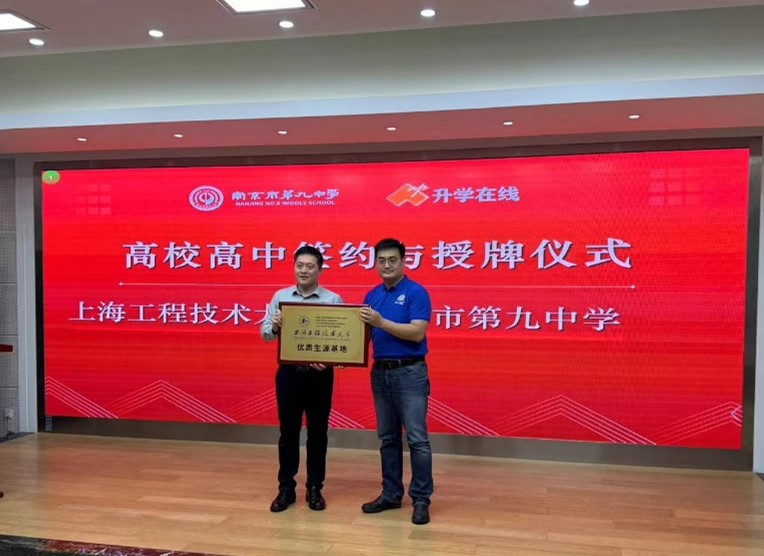 南京市第九中学
NANJING NO.9 MIDDLE SCHOOL
升学在线
高校高中签约与授牌仪式
上海工程技术大 市第九中学
上海工程技术大学
优质生源基地